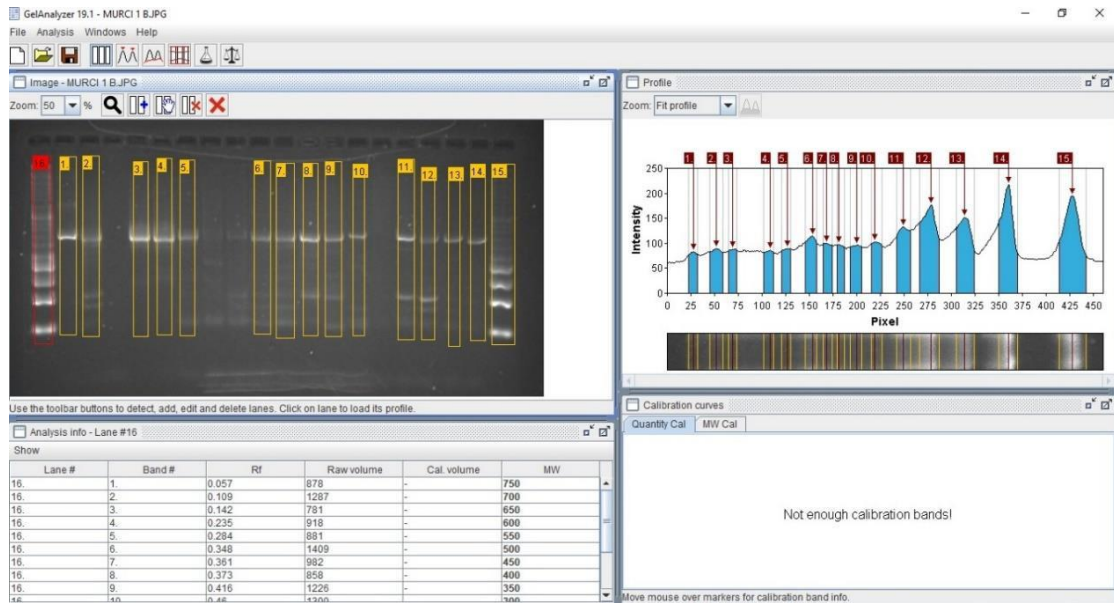 GelAnalyzer 19.1 - MURCI 1 B.JPG
File Analysis Windows Help
Image - MURCI 1 B.JPG
Zoom: 50 %
16. 1. 2. 3. 4. 5. 6. 7. 8. 9. 10. 11. 12. 13. 14. 15.
Use the toolbar buttons to detect, add, edit and delete lanes. Click on lane to load its profile.
Profile
Zoom: Fit profile
1. 2. 3. 4. 5. 6. 7. 8. 9. 10. 11. 12. 13. 14. 15.
250
200
150
100
50
0
Intensity
0 25 50 75 100 125 150 175 200 225 250 275 300 325 350 375 400 425 450
Pixel
Analysis info - Lane #16
Show
Lane # Band # Rf Raw volume Cal. volume MW
16. 1. 0.057 878 - 750
16. 2. 0.109 1287 - 700
16. 3. 0.142 781 - 650
16. 4. 0.235 918 - 600
16. 5. 0.284 881 - 550
16. 6. 0.348 1409 - 500
16. 7. 0.361 982 - 450
16. 8. 0.373 858 - 400
16. 9. 0.416 1226 - 350
16. 10. 0.46 1300 - 300
Calibration curves
Quantity Cal MW Cal
Not enough calibration bands!
Move mouse over markers for calibration band info.